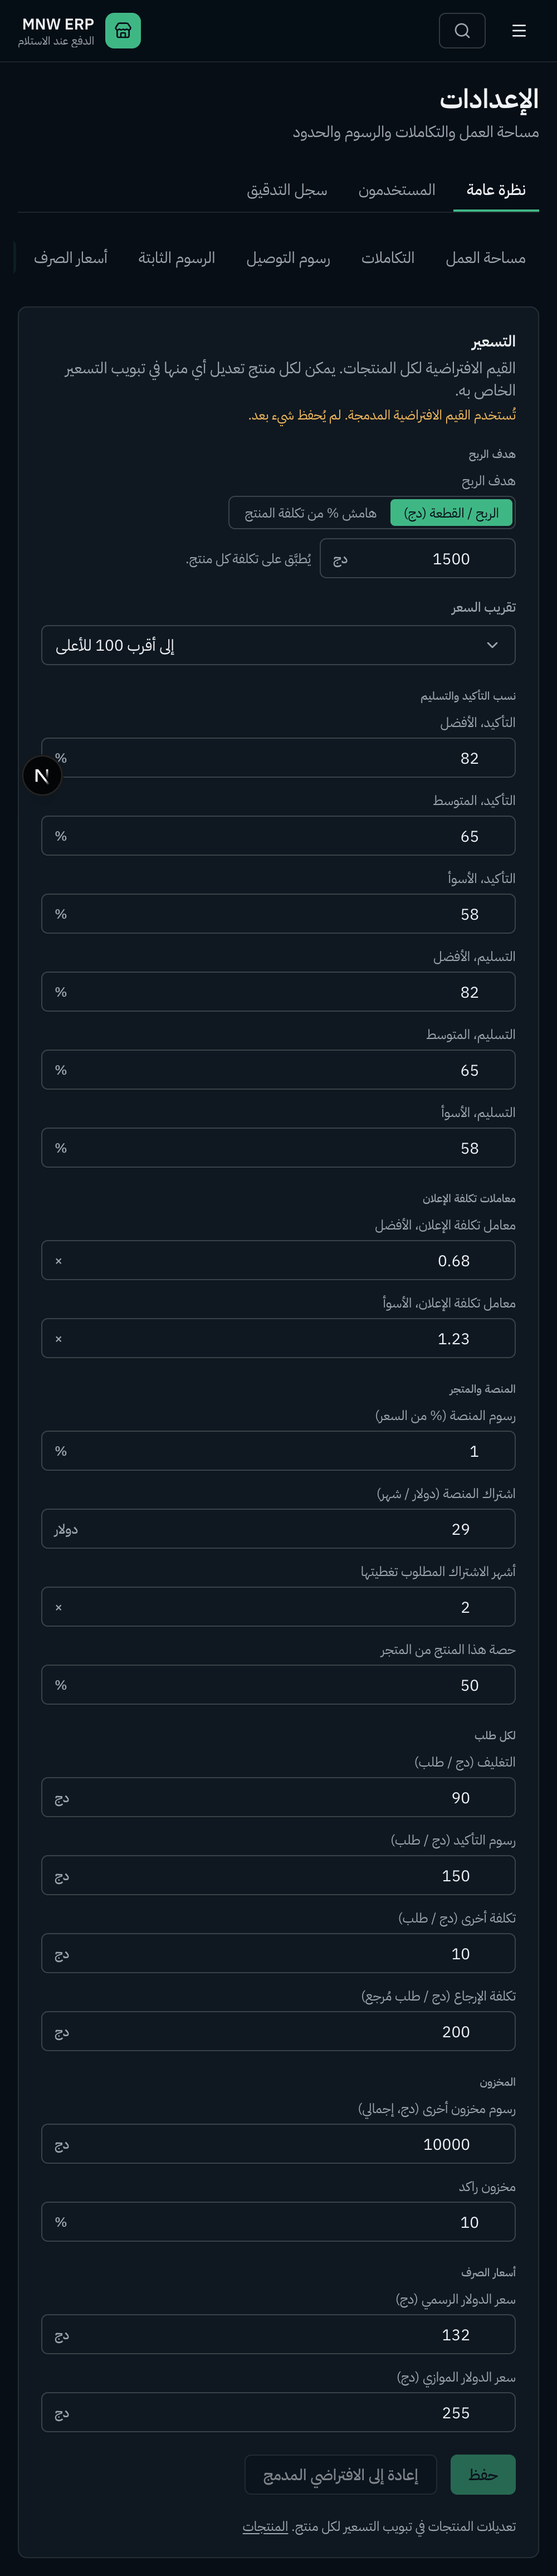 MNW ERP
الدفع عند الاستلام
الإعدادات
مساحة العمل والتكاملات والرسوم والحدود
نظرة عامة
المستخدمون
سجل التدقيق
مساحة العمل
التكاملات
رسوم التوصيل
الرسوم الثابتة
أسعار الصرف
التسعير
القيم الافتراضية لكل المنتجات. يمكن لكل منتج تعديل أي منها في تبويب التسعير
الخاص به.
تُستخدم القيم الافتراضية المدمجة. لم يُحفظ شيء بعد.
هدف الربح
هدف الربح
الربح / القطعة (دج)
هامش % من تكلفة المنتج
1500 دج
يُطبَّق على تكلفة كل منتج.
تقريب السعر
إلى أقرب 100 للأعلى
نسب التأكيد والتسليم
التأكيد، الأفضل
82 %
N
التأكيد، المتوسط
65 %
التأكيد، الأسوأ
58 %
التسليم، الأفضل
82 %
التسليم، المتوسط
65 %
التسليم، الأسوأ
58 %
معاملات تكلفة الإعلان
معامل تكلفة الإعلان، الأفضل
0.68 ×
معامل تكلفة الإعلان، الأسوأ
1.23 ×
المنصة والمتجر
رسوم المنصة (% من السعر)
1 %
اشتراك المنصة (دولار / شهر)
29 دولار
أشهر الاشتراك المطلوب تغطيتها
2 ×
حصة هذا المنتج من المتجر
50 %
لكل طلب
التغليف (دج / طلب)
90 دج
رسوم التأكيد (دج / طلب)
150 دج
تكلفة أخرى (دج / طلب)
10 دج
تكلفة الإرجاع (دج / طلب مُرجع)
200 دج
المخزون
رسوم مخزون أخرى (دج، إجمالي)
10000 دج
مخزون راكد
10 %
أسعار الصرف
سعر الدولار الرسمي (دج)
132 دج
سعر الدولار الموازي (دج)
255 دج
حفظ
إعادة إلى الافتراضي المدمج
تعديلات المنتجات في تبويب التسعير لكل منتج. المنتجات